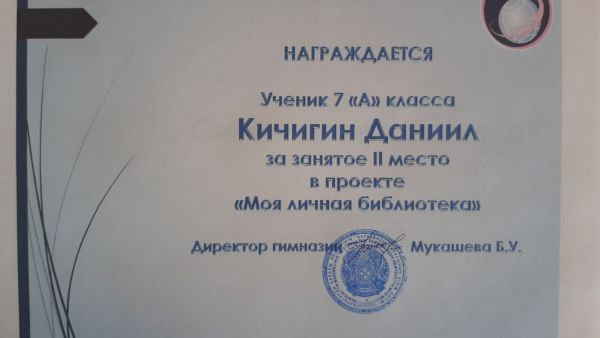 НАГРАЖДАЕТСЯ
Ученик 7 «А» класса
Кичигин Даниил
за занятое II место
в проекте
«Моя личная библиотека»
Директор гимназии Мукашева Б.У.